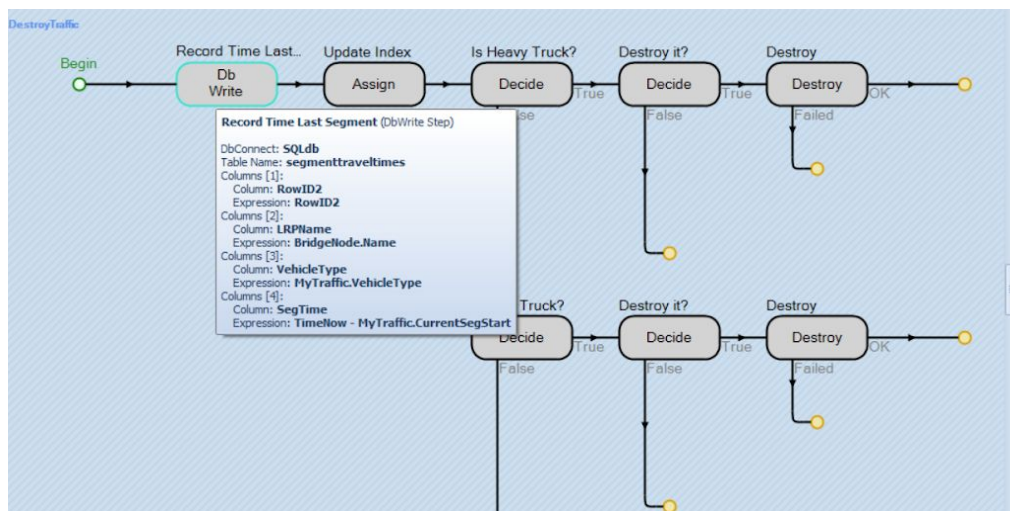 DestroyTraffic
Begin
Record Time Last...
Update Index
Is Heavy Truck?
Destroy it?
Destroy
Db
Write
Assign
Decide
True
Decide
True
Destroy
OK
False
Failed
Record Time Last Segment (DbWrite Step)
DbConnect: SQLdb
Table Name: segmenttraveltimes
Columns [1]:
Column: RowID2
Expression: RowID2
Columns [2]:
Column: LRPName
Expression: BridgeNode.Name
Columns [3]:
Column: VehicleType
Expression: MyTraffic.VehicleType
Columns [4]:
Column: SegTime
Expression: TimeNow - MyTraffic.CurrentSegStart
Truck?
Destroy it?
Destroy
Decide
True
Decide
True
Destroy
OK
False
False
Failed